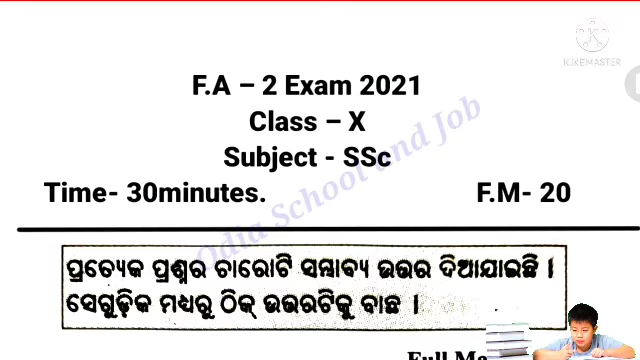 KINEMASTER
F.A – 2 Exam 2021
Class – X
Subject - SSc
Time- 30minutes. F.M- 20
Odia School and Job
ପ୍ରତ୍ୟେକ ପ୍ରଶ୍ନର ଚାରୋଟି ସମ୍ଭାବ୍ୟ ଉତ୍ତର ଦିଆଯାଇଛି ।
ସେଗୁଡ଼ିକ ମଧ୍ୟରୁ ଠିକ୍ ଉତ୍ତରଟିକୁ ବାଛ ।
Full